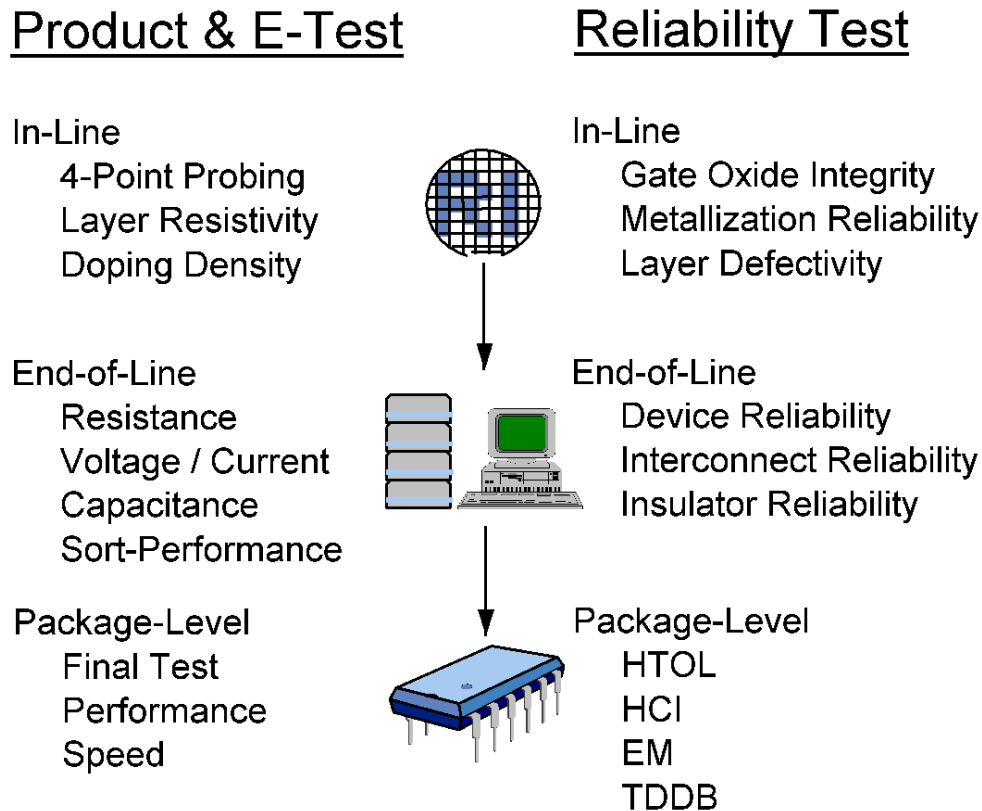 Product & E-Test
In-Line
4-Point Probing
Layer Resistivity
Doping Density
End-of-Line
Resistance
Voltage / Current
Capacitance
Sort-Performance
Package-Level
Final Test
Performance
Speed
Reliability Test
In-Line
Gate Oxide Integrity
Metallization Reliability
Layer Defectivity
End-of-Line
Device Reliability
Interconnect Reliability
Insulator Reliability
Package-Level
HTOL
HCI
EM
TDDB